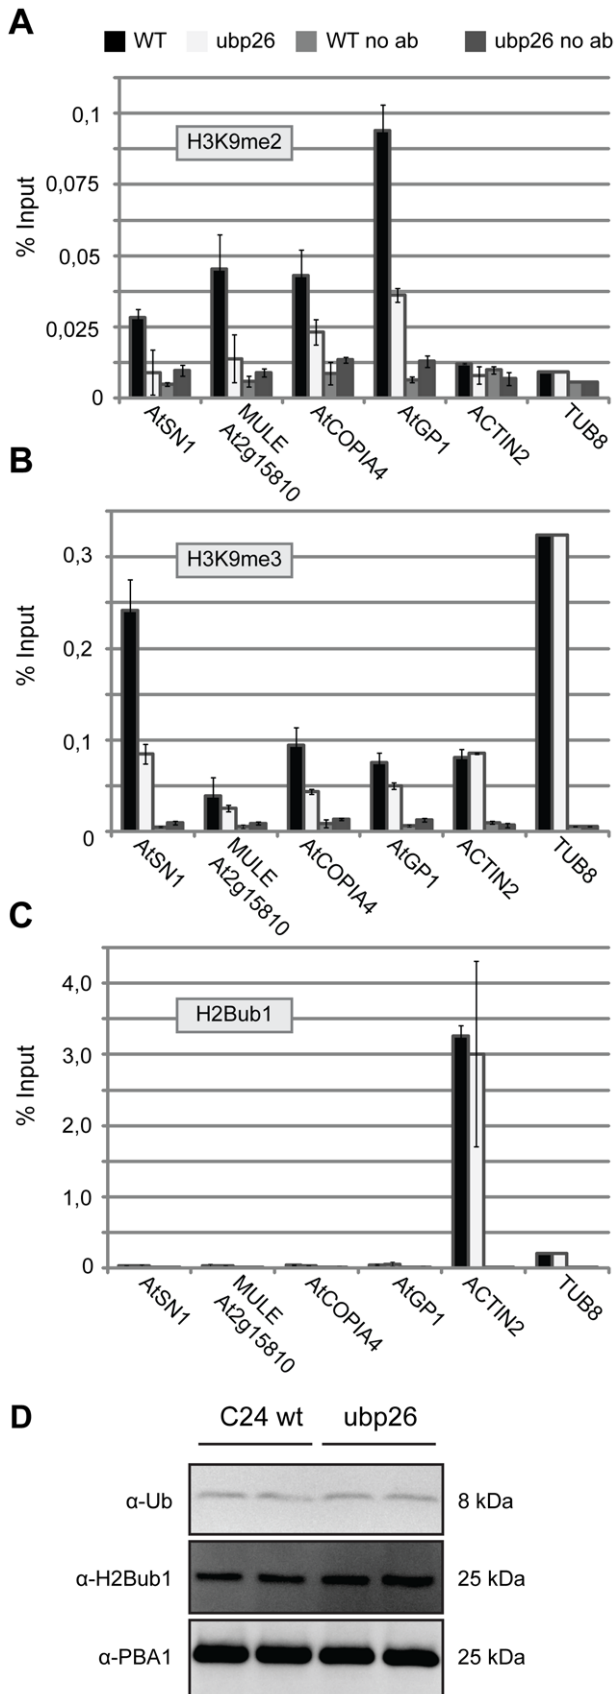 A
WT ubp26 WT no ab ubp26 no ab
H3K9me2
% Input
0,1
0,075
0,05
0,025
0
AtSN1
MULE
At2g15810
AtCOPIA4
AtGP1
ACTIN2
TUB8
B
H3K9me3
% Input
0,3
0,2
0,1
0
AtSN1
MULE
At2g15810
AtCOPIA4
AtGP1
ACTIN2
TUB8
C
H2Bub1
% Input
4,0
3,0
2,0
1,0
0
AtSN1
MULE
At2g15810
AtCOPIA4
AtGP1
ACTIN2
TUB8
D
C24 wt ubp26
α-Ub 8 kDa
α-H2Bub1 25 kDa
α-PBA1 25 kDa